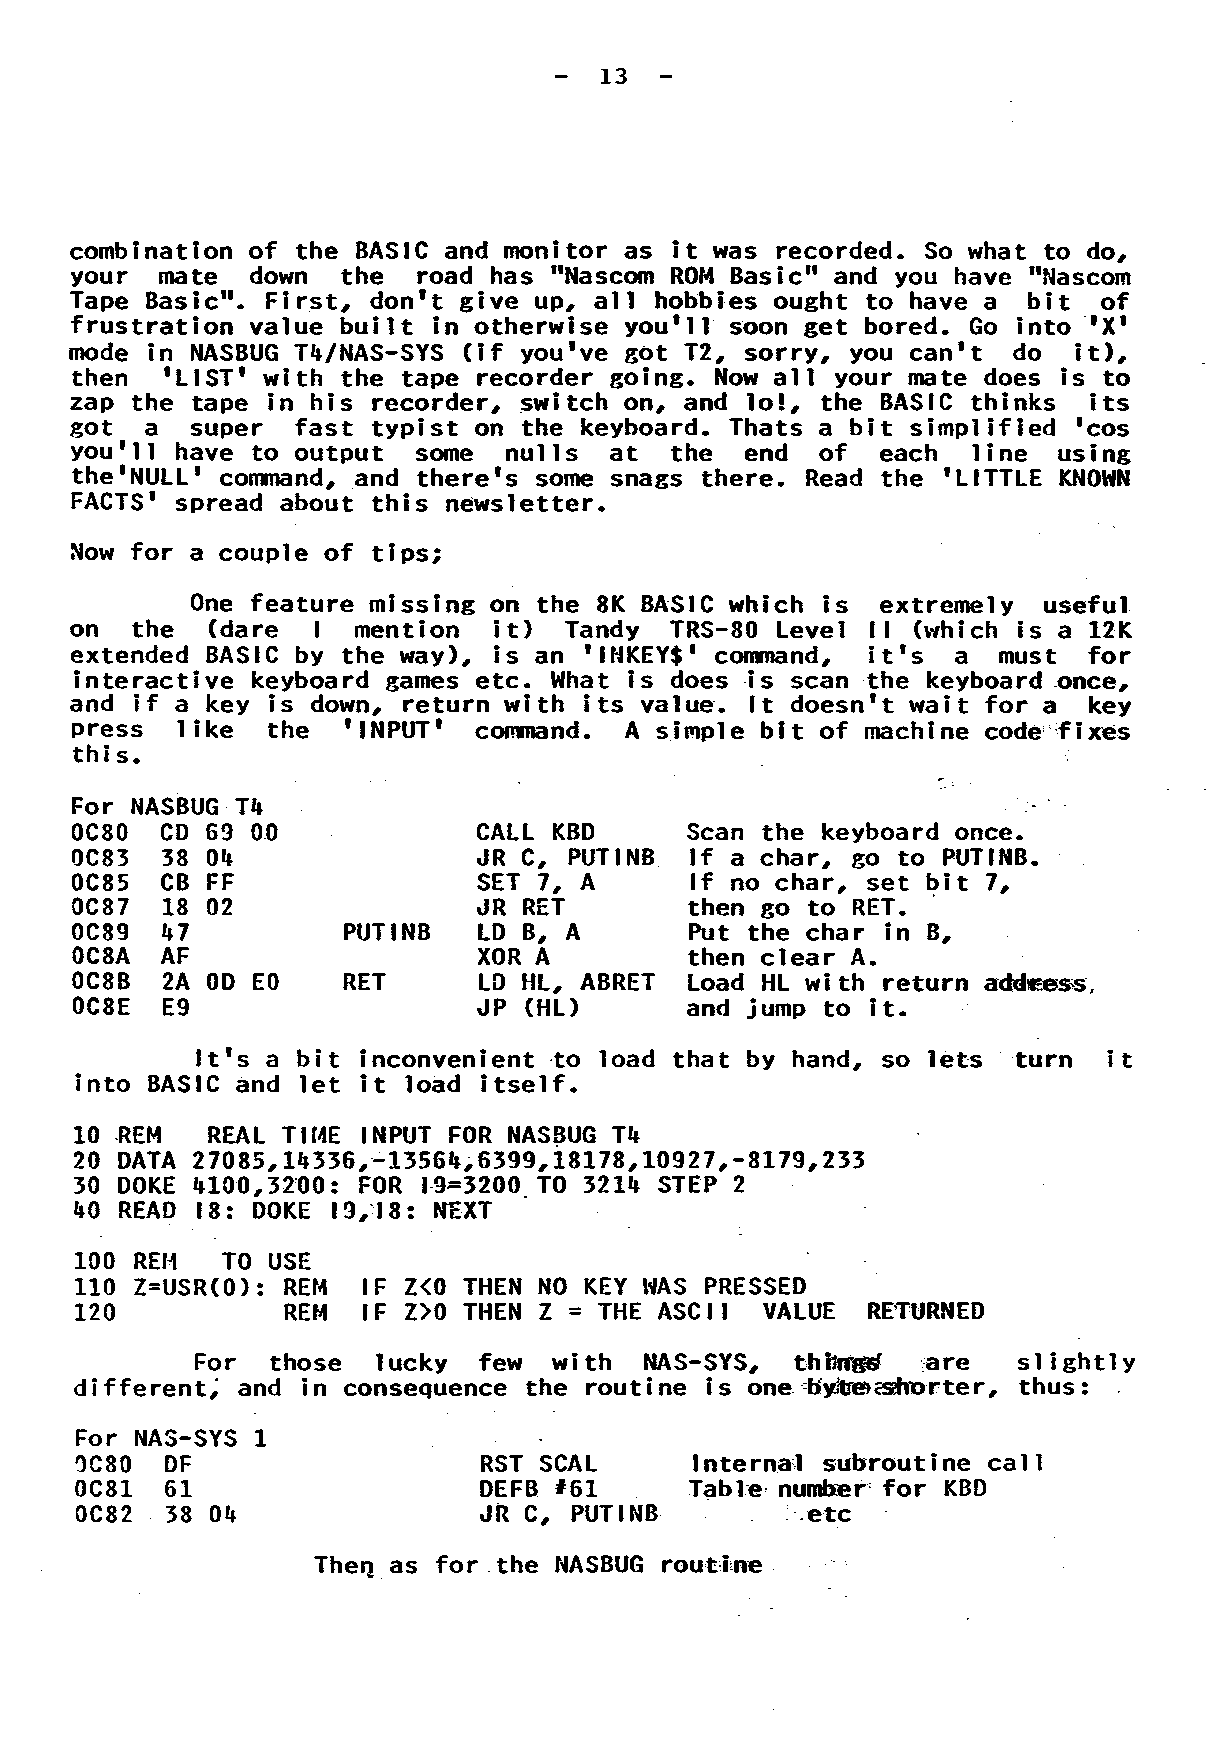 - 13 -
combination of the BASIC and monitor as it was recorded. So what to do,
your mate down the road has "Nascom ROM Basic" and you have "Nascom
Tape Basic". First, don't give up, all hobbies ought to have a bit of
frustration value built in otherwise you'll soon get bored. Go into 'X'
mode in NASBUG T4/NAS-SYS (if you've got T2, sorry, you can't do it),
then 'LIST' with the tape recorder going. Now all your mate does is to
zap the tape in his recorder, switch on, and lo!, the BASIC thinks its
got a super fast typist on the keyboard. Thats a bit simplified 'cos
you'll have to output some nulls at the end of each line using
the'NULL' command, and there's some snags there. Read the 'LITTLE KNOWN
FACTS' spread about this newsletter.
Now for a couple of tips;
One feature missing on the 8K BASIC which is extremely useful
on the (dare I mention it) Tandy TRS-80 Level II (which is a 12K
extended BASIC by the way), is an 'INKEY$' command, it's a must for
interactive keyboard games etc. What is does is scan the keyboard once,
and if a key is down, return with its value. It doesn't wait for a key
press like the 'INPUT' command. A simple bit of machine code fixes
this.
For NASBUG T4
0C80 CD 69 00 CALL KBD Scan the keyboard once.
0C83 38 04 JR C, PUTINB If a char, go to PUTINB.
0C85 CB FF SET 7, A If no char, set bit 7,
0C87 18 02 JR RET then go to RET.
0C89 47 PUTINB LD B, A Put the char in B,
0C8A AF XOR A then clear A.
0C8B 2A 0D E0 RET LD HL, ABRET Load HL with return address,
0C8E E9 JP (HL) and jump to it.
It's a bit inconvenient to load that by hand, so lets turn it
into BASIC and let it load itself.
10 REM REAL TIME INPUT FOR NASBUG T4
20 DATA 27085,14336,-13564,6399,18178,10927,-8179,233
30 DOKE 4100,3200: FOR I9=3200 TO 3214 STEP 2
40 READ I8: DOKE I9,I8: NEXT
100 REM TO USE
110 Z=USR(0): REM IF Z<0 THEN NO KEY WAS PRESSED
120 REM IF Z>0 THEN Z = THE ASCII VALUE RETURNED
For those lucky few with NAS-SYS, things are slightly
different, and in consequence the routine is one byte shorter, thus:
For NAS-SYS 1
0C80 DF RST SCAL Internal subroutine call
0C81 61 DEFB #61 Table number for KBD
0C82 38 04 JR C, PUTINB .etc
Then as for the NASBUG routine